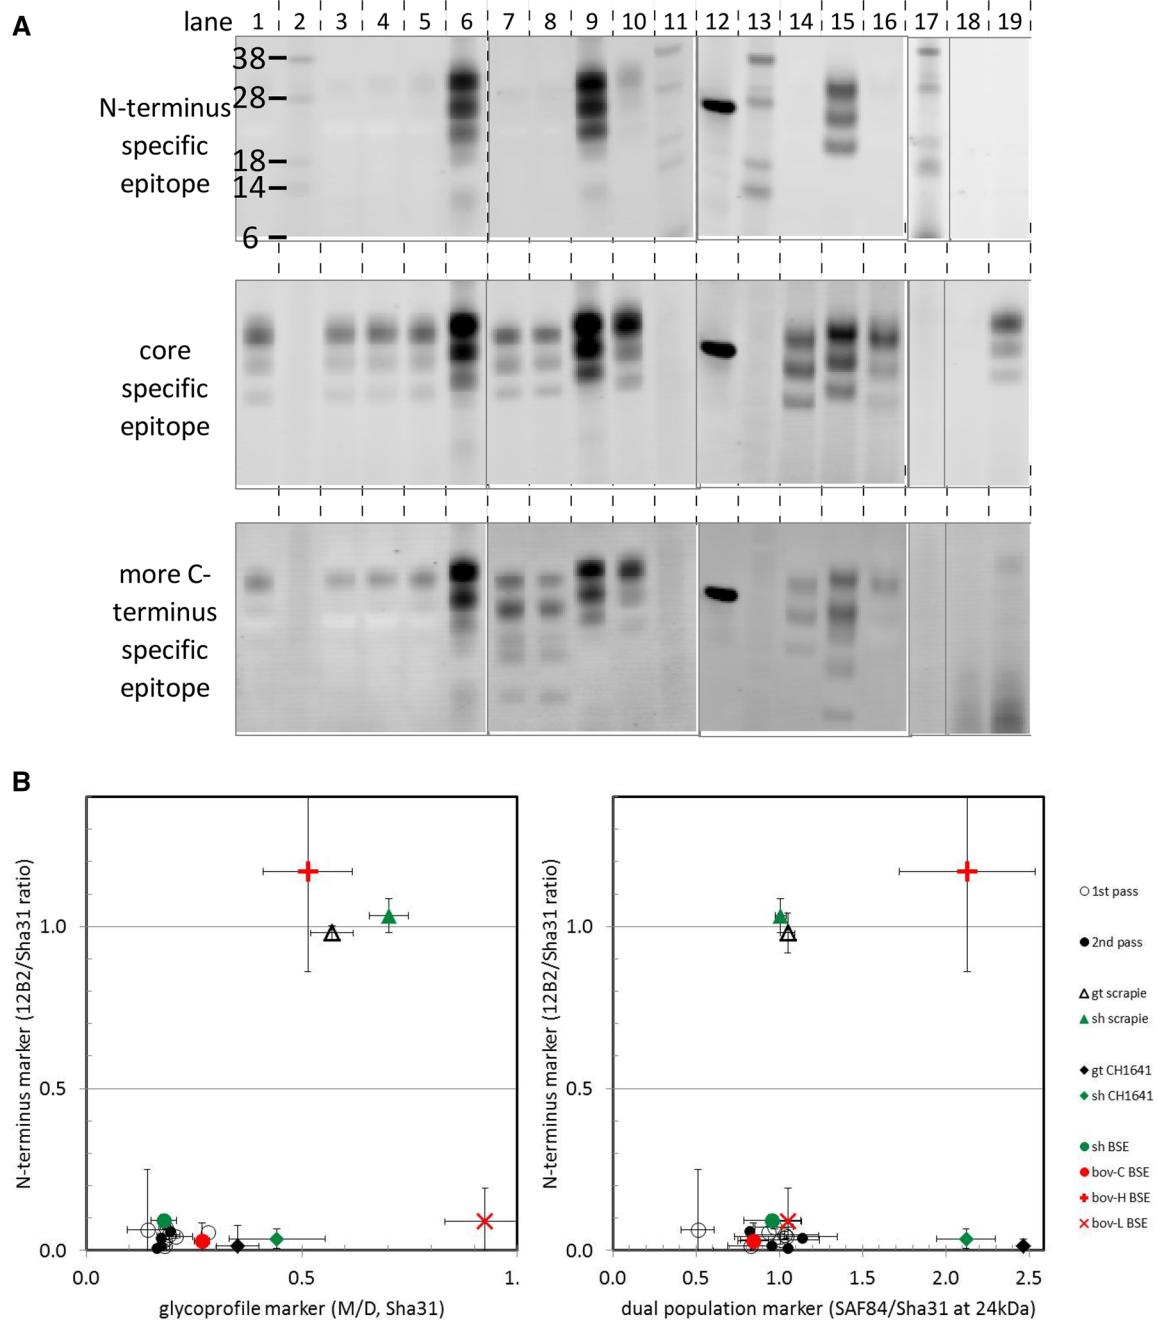 A
lane 1 2 3 4 5 6 7 8 9 10 11 12 13 14 15 16 17 18 19
38
28
18
14
6
N-terminus
specific
epitope
core
specific
epitope
more C-
terminus
specific
epitope
B
N-terminus marker (12B2/Sha31 ratio)
1.0
0.5
0.0
0.0 0.5 1.
glycoprofile marker (M/D, Sha31)
N-terminus marker (12B2/Sha31 ratio)
1.0
0.5
0.0
0.0 0.5 1.0 1.5 2.0 2.5
dual population marker (SAF84/Sha31 at 24kDa)
1st pass
2nd pass
gt scrapie
sh scrapie
gt CH1641
sh CH1641
sh BSE
bov-C BSE
bov-H BSE
bov-L BSE